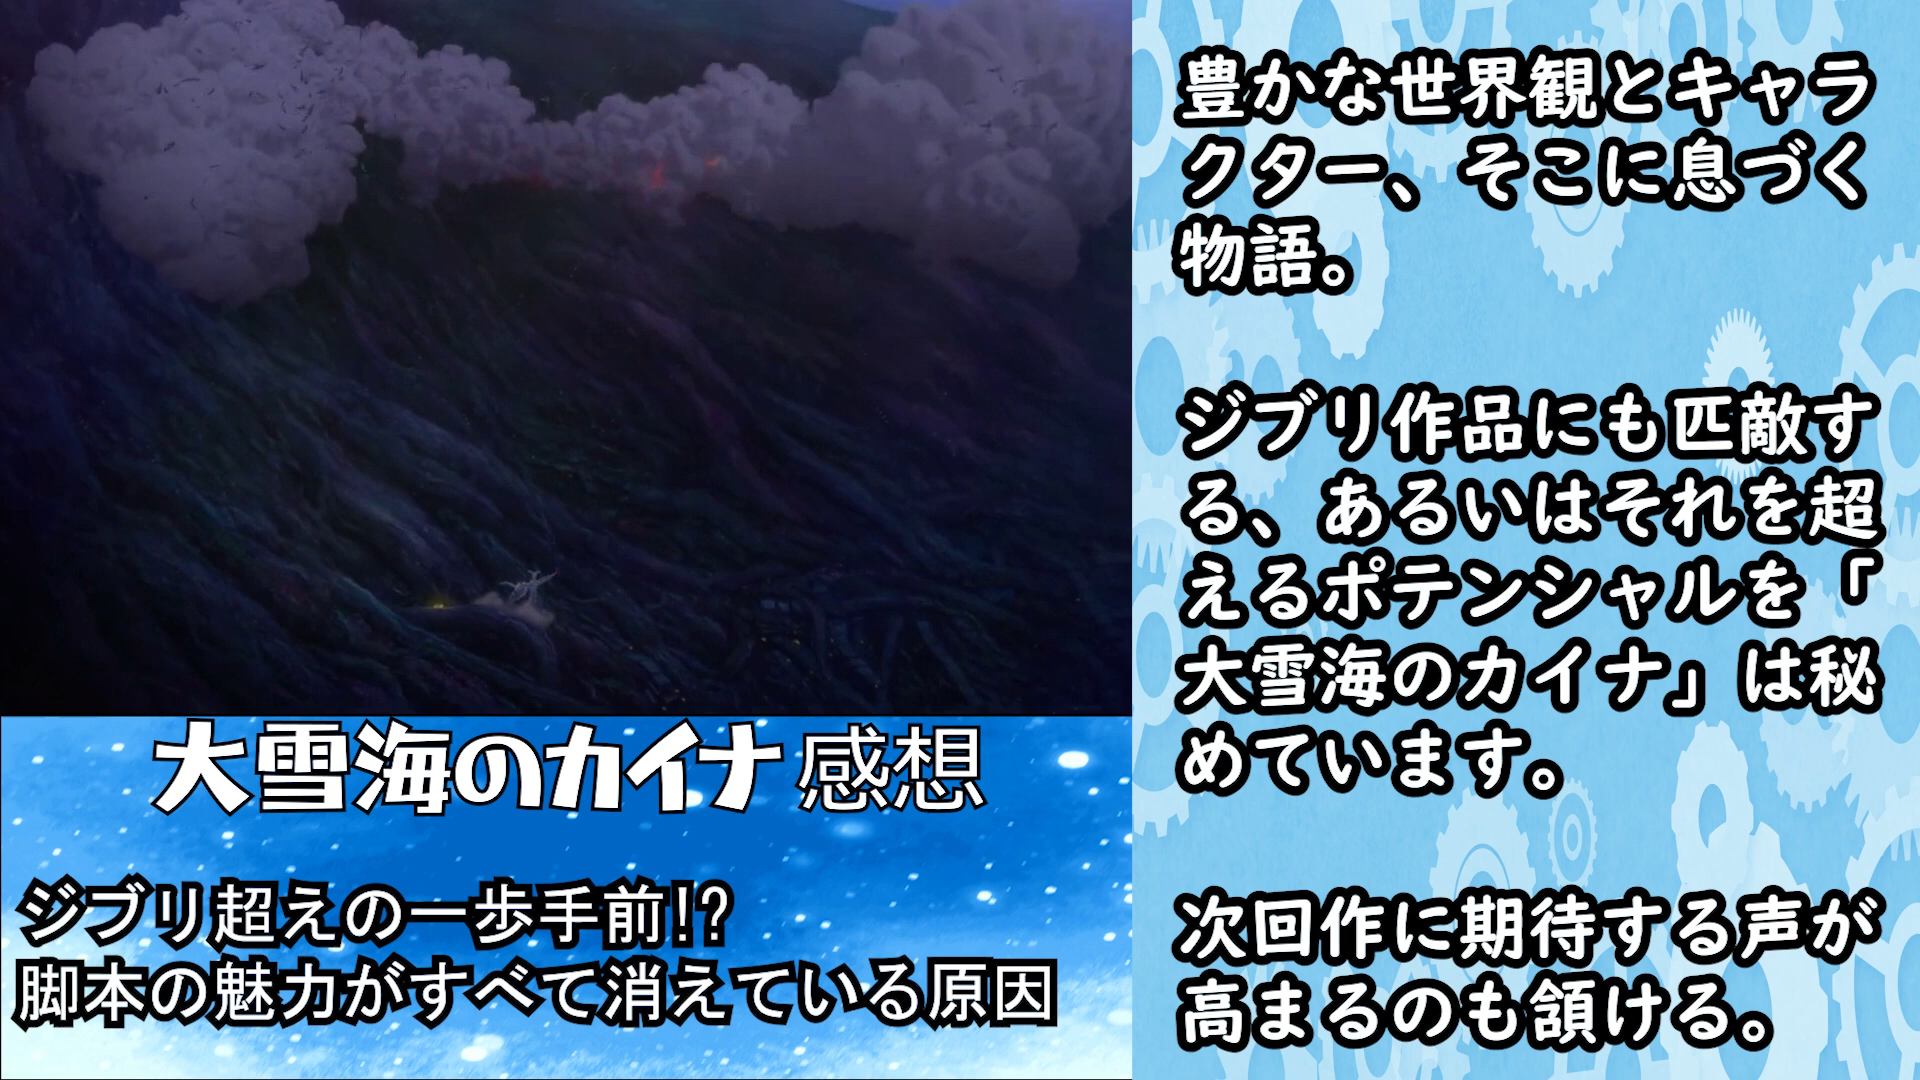 豊かな世界観とキャラ
クター、そこに息づく
物語。
ジブリ作品にも匹敵す
る、あるいはそれを超
えるポテンシャルを「
大雪海のカイナ」は秘
めています。
次回作に期待する声が
高まるのも頷ける。
大雪海のカイナ感想
ジブリ超えの一歩手前!?
脚本の魅力がすべて消えている原因